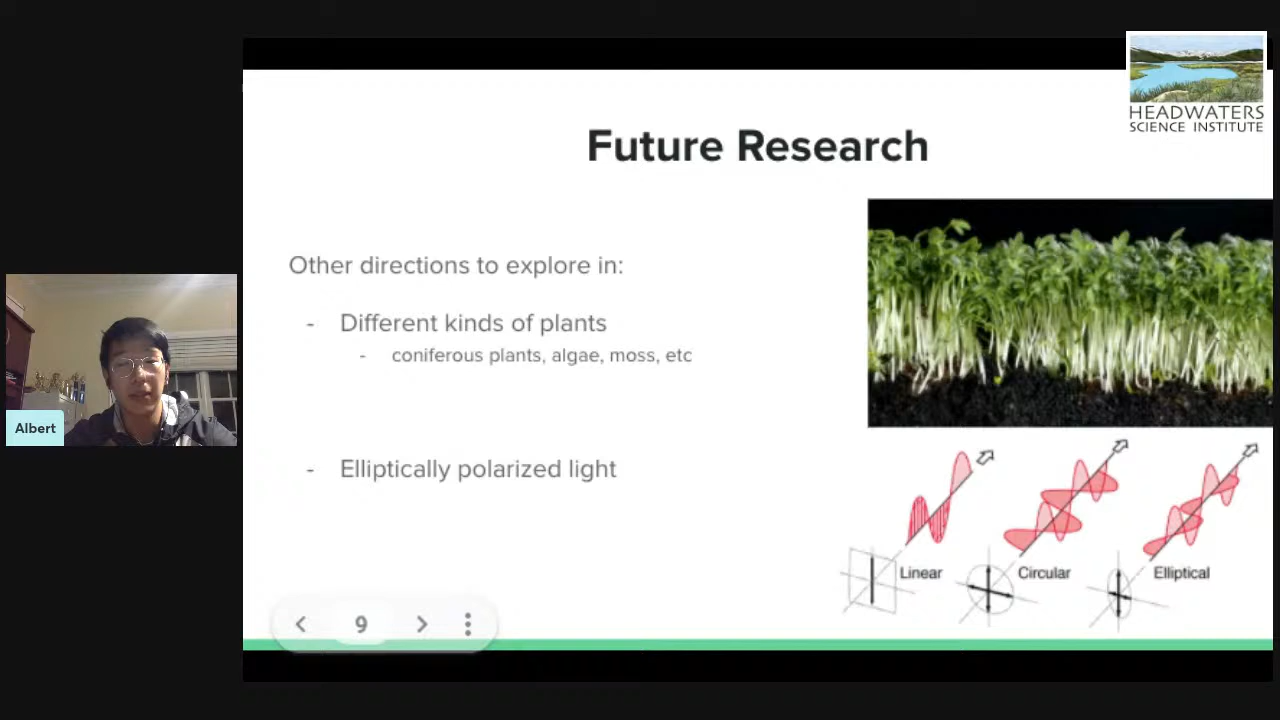 HEADWATERS
SCIENCE INSTITUTE
Future Research
Other directions to explore in:
- Different kinds of plants
- coniferous plants, algae, moss, etc
- Elliptically polarized light
Albert
Linear
Circular
Elliptical
9